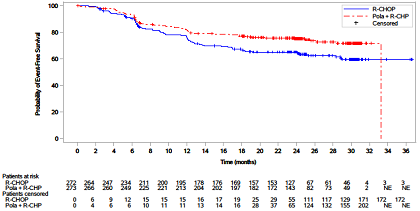 R-CHOP
Pola + R-CHP
Censored
Probability of Event-Free Survival
100
80
60
40
20
0
0 2 4 6 8 10 12 14 16 18 20 22 24 26 28 30 32 34 36
Time (months)
Patients at risk
R-CHOP 272 264 247 234 211 200 195 178 176 169 157 153 127 67 61 46 4 3 3
Pola + R-CHP 273 266 260 249 225 221 213 204 202 197 182 172 143 82 73 49 2 NE NE
Patients censored
R-CHOP 0 6 9 12 15 15 15 16 17 19 25 29 55 111 117 129 171 172 172
Pola + R-CHP 0 4 6 6 10 11 11 13 14 16 28 37 65 124 132 155 202 NE NE